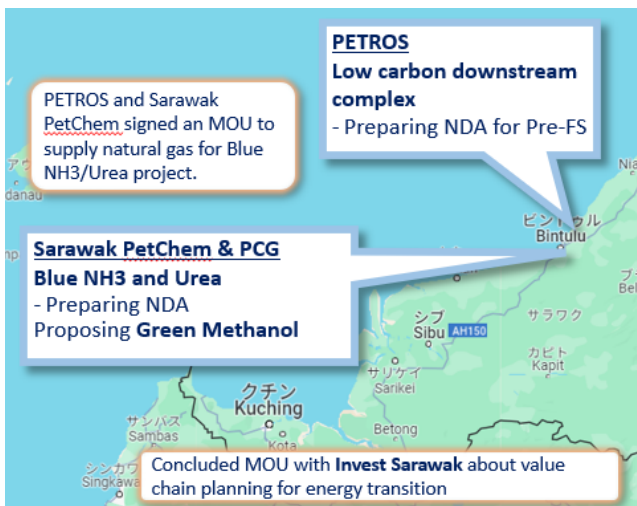 PETROS
Low carbon downstream
complex
- Preparing NDA for Pre-FS
PETROS and Sarawak
PetChem signed an MOU to
supply natural gas for Blue
NH3/Urea project.
danau
Nia
ビントゥル
Bintulu
Sarawak PetChem & PCG
Blue NH3 and Urea
- Preparing NDA
Proposing Green Methanol
シブ
Sibu
AH150
サラワク
カピト
Kapit
サリケイ
Sarikei
クチン
Kuching
Kota
サンバス
Sambas
Betong
シンカワ
Singkawa
Concluded MOU with Invest Sarawak about value
chain planning for energy transition